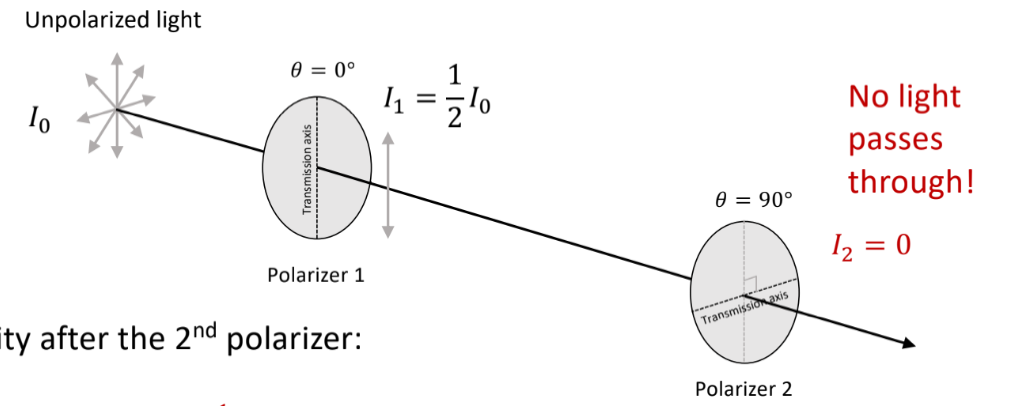 Unpolarized light
I₀
θ = 0°
Transmission axis
I₁ = 1/2 I₀
Polarizer 1
No light
passes
through!
θ = 90°
I₂ = 0
Transmission axis
Polarizer 2
ity after the 2ⁿᵈ polarizer: